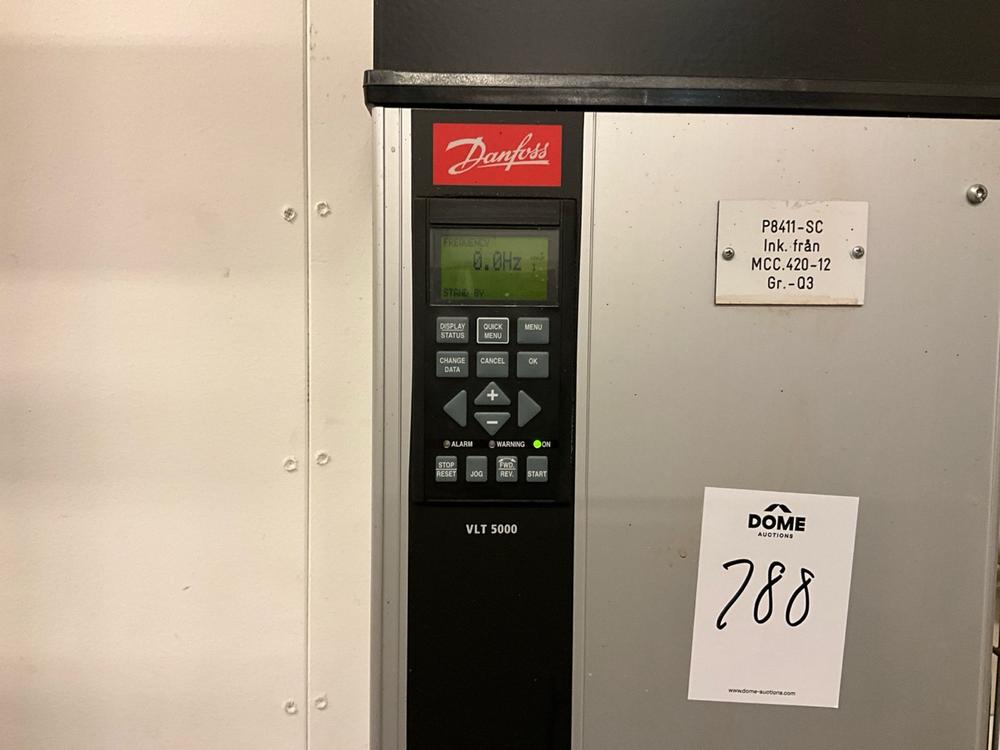 Danfoss
FREQUENCY
0.0Hz
STAND BY
DISPLAY
STATUS
QUICK
MENU
MENU
CHANGE
DATA
CANCEL
OK
+
-
ALARM
WARNING
ON
STOP
RESET
JOG
FWD.
REV.
START
VLT 5000
P8411-SC
Ink. från
MCC.420-12
Gr.-03
DOME
AUCTIONS
788
www.dome-auctions.com